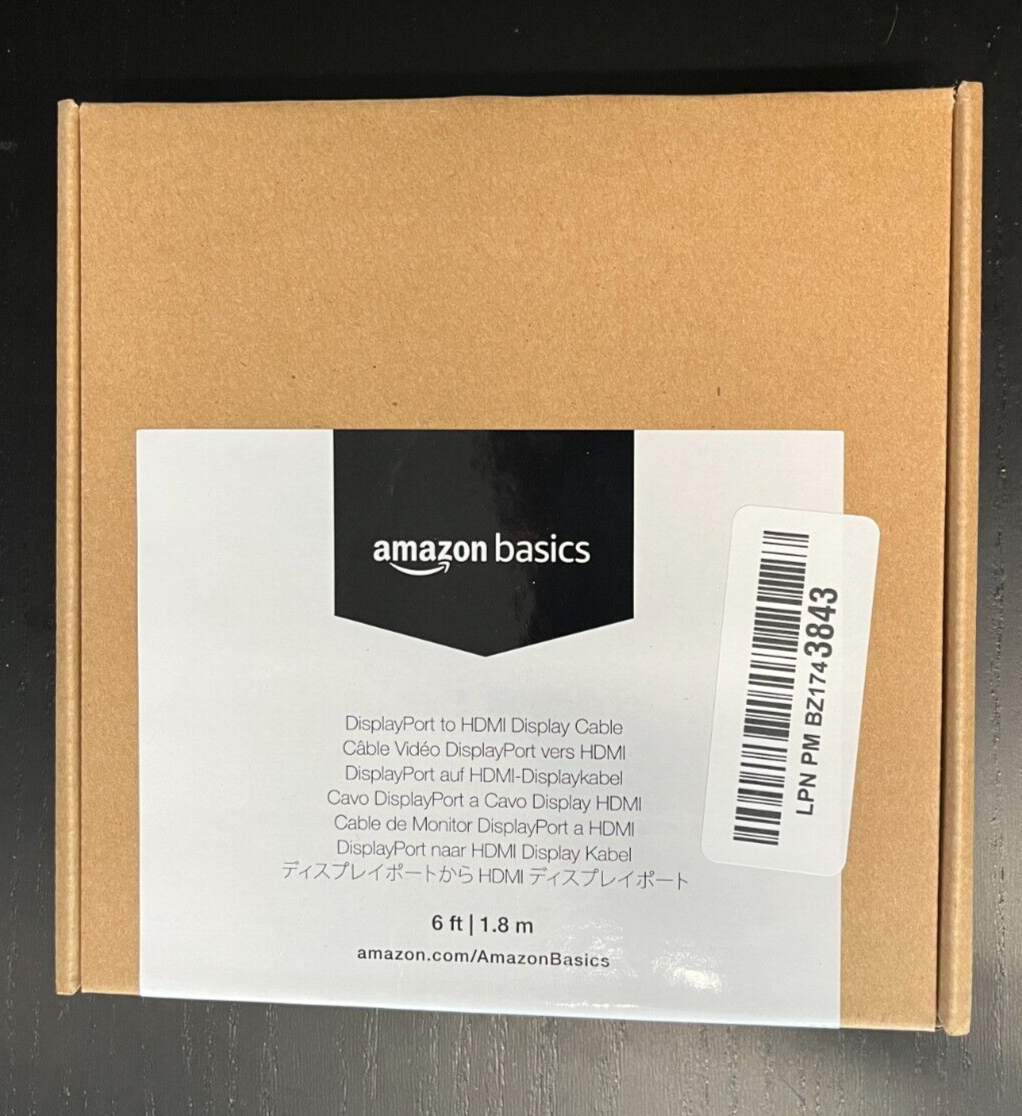 amazon basics
DisplayPort to HDMI Display Cable
Câble Vidéo DisplayPort vers HDMI
DisplayPort auf HDMI-Displaykabel
Cavo DisplayPort a Cavo Display HDMI
Cable de Monitor DisplayPort a HDMI
DisplayPort naar HDMI Display Kabel
ディスプレイポートから HDMI ディスプレイポート
6 ft | 1.8 m
amazon.com/AmazonBasics
LPN PM BZ1743843